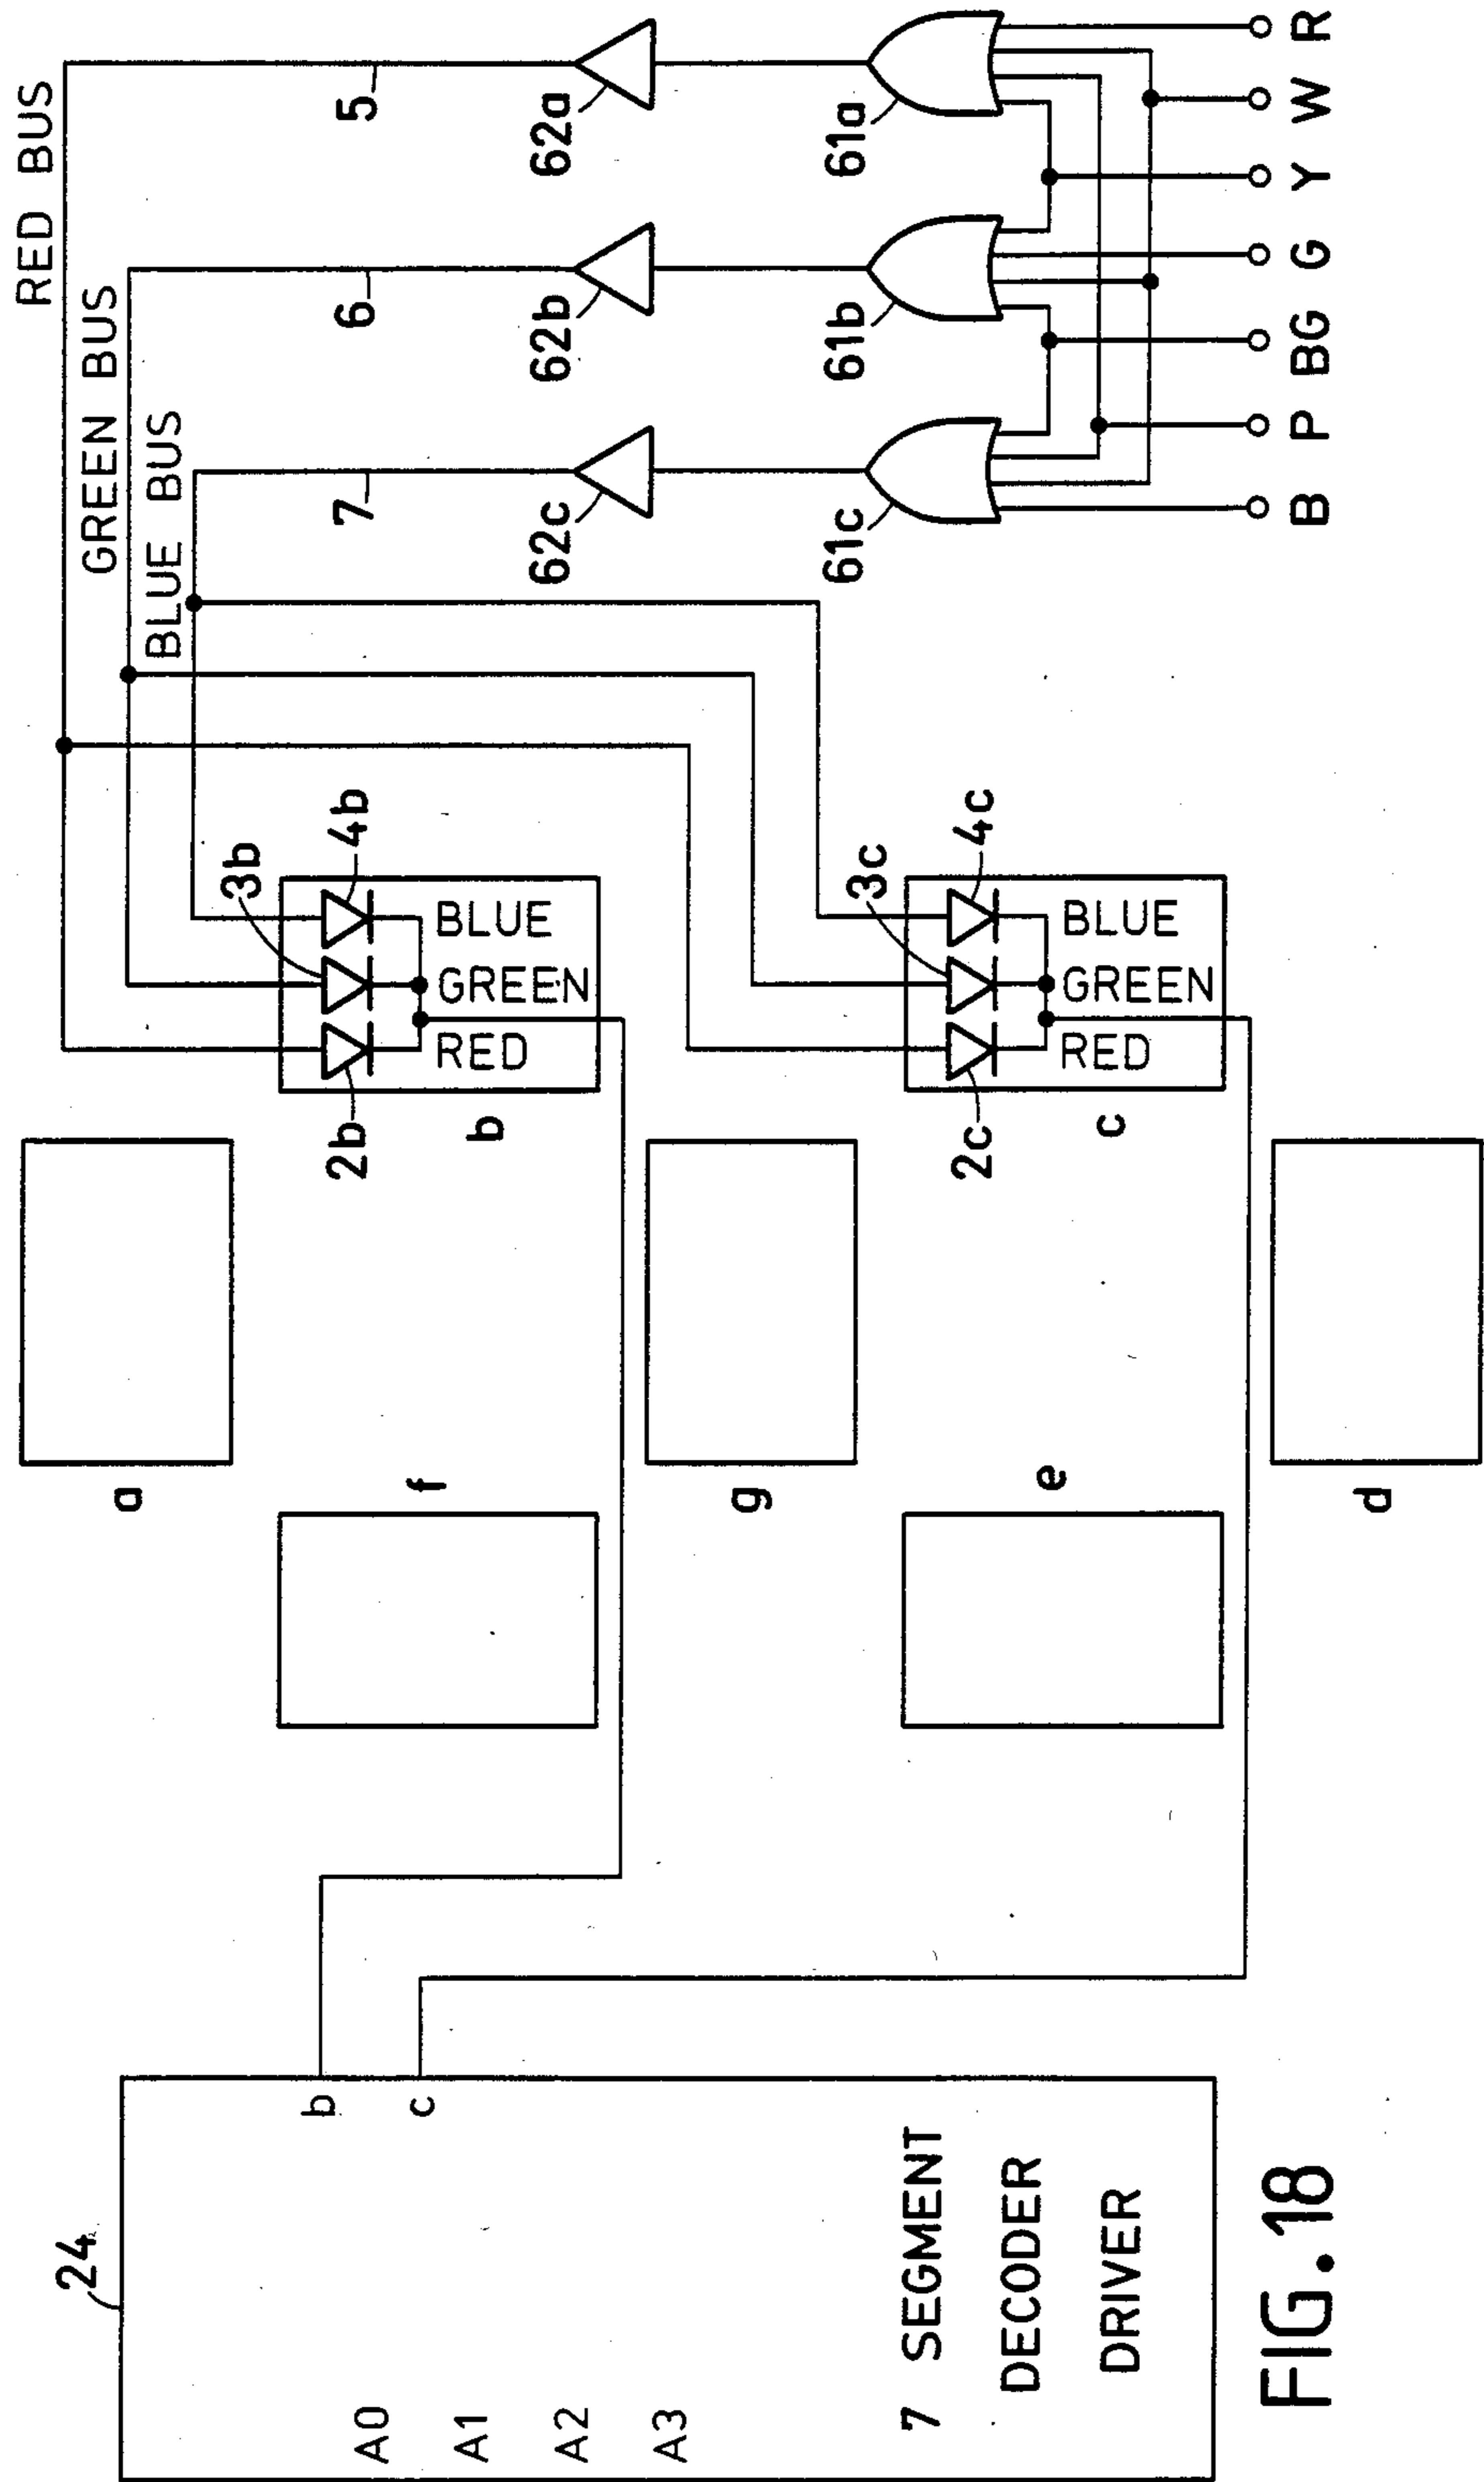 24
A0
A1
A2
A3
7 SEGMENT
DECODER
DRIVER
b
c
a
f
g
e
d
2b
3b
4b
RED
GREEN
BLUE
b
2c
3c
4c
RED
GREEN
BLUE
c
RED BUS
GREEN BUS
BLUE BUS
5
6
7
62a
62b
62c
61a
61b
61c
B
P
BG
G
Y
W
R
FIG.18